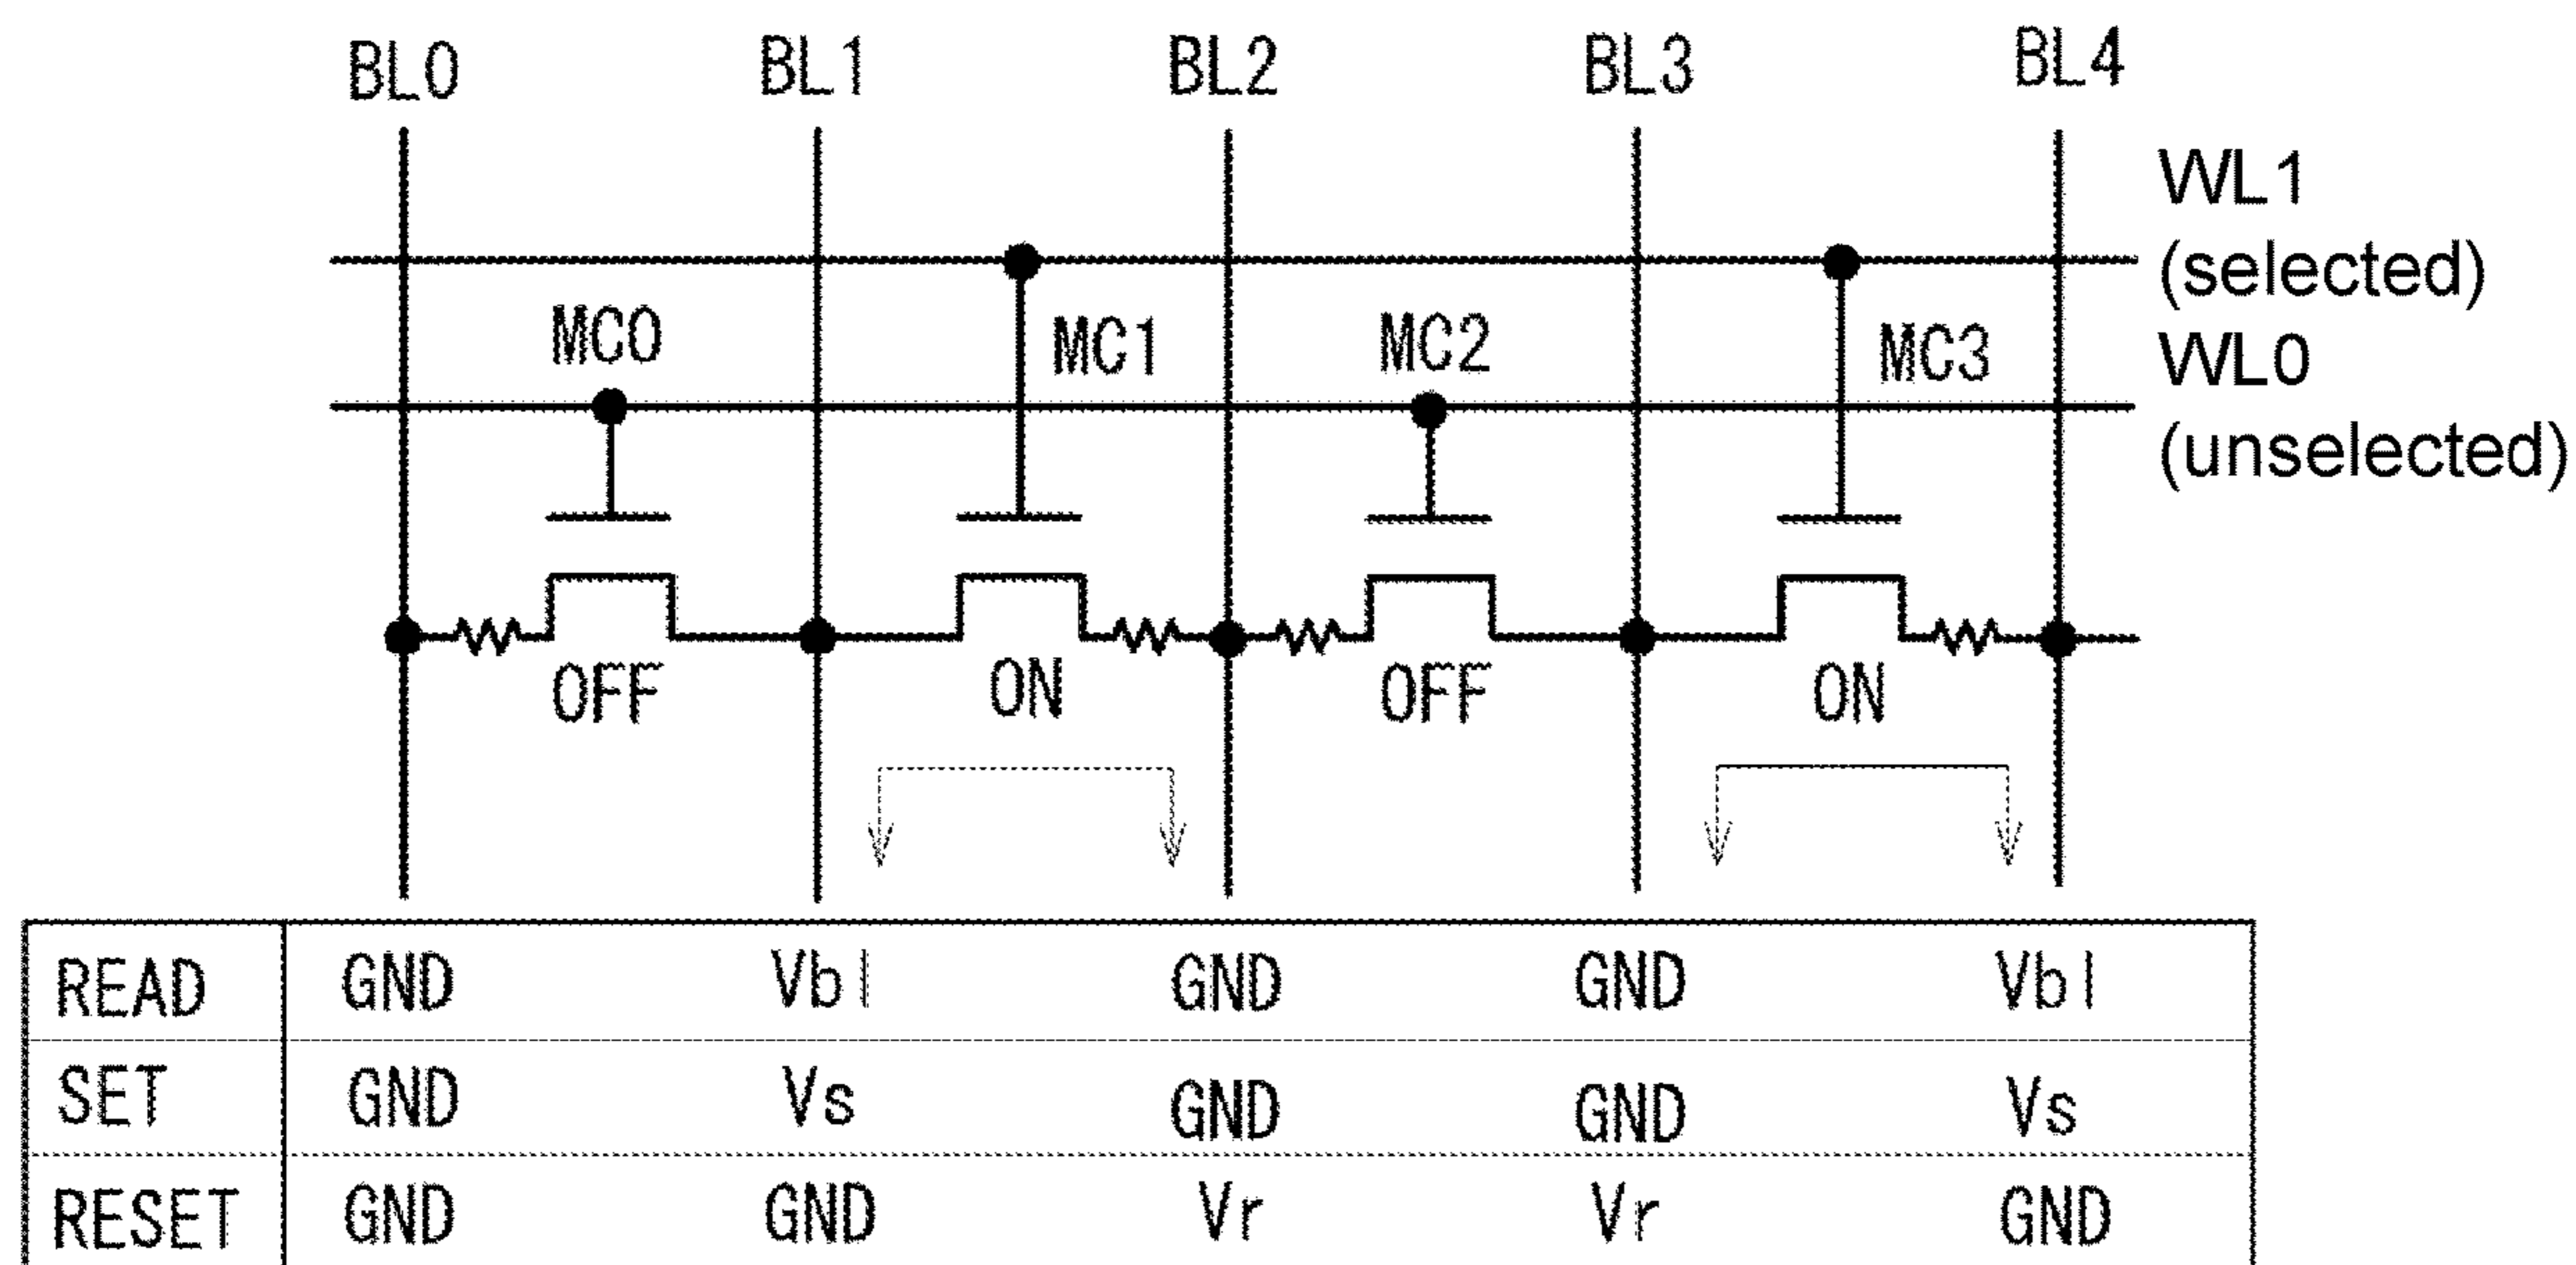 BL0 BL1 BL2 BL3 BL4
WL1
(selected)
MC0 MC1 MC2 MC3
WL0
(unselected)
OFF ON OFF ON
READ GND Vbl GND GND Vbl
SET GND Vs GND GND Vs
RESET GND GND Vr Vr GND